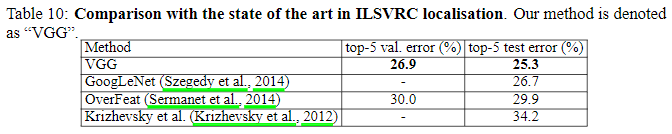 Table 10: Comparison with the state of the art in ILSVRC localisation. Our method is denoted
as “VGG”.
Method top-5 val. error (%) top-5 test error (%)
VGG 26.9 25.3
GoogLeNet (Szegedy et al., 2014) - 26.7
OverFeat (Sermanet et al., 2014) 30.0 29.9
Krizhevsky et al. (Krizhevsky et al., 2012) - 34.2